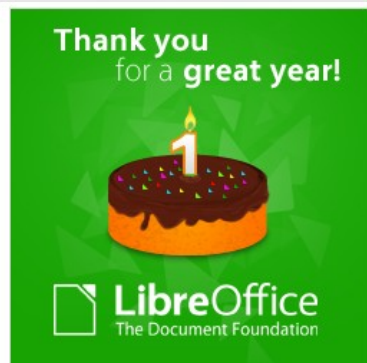 Thank you
for a great year!
1
LibreOffice
The Document Foundation